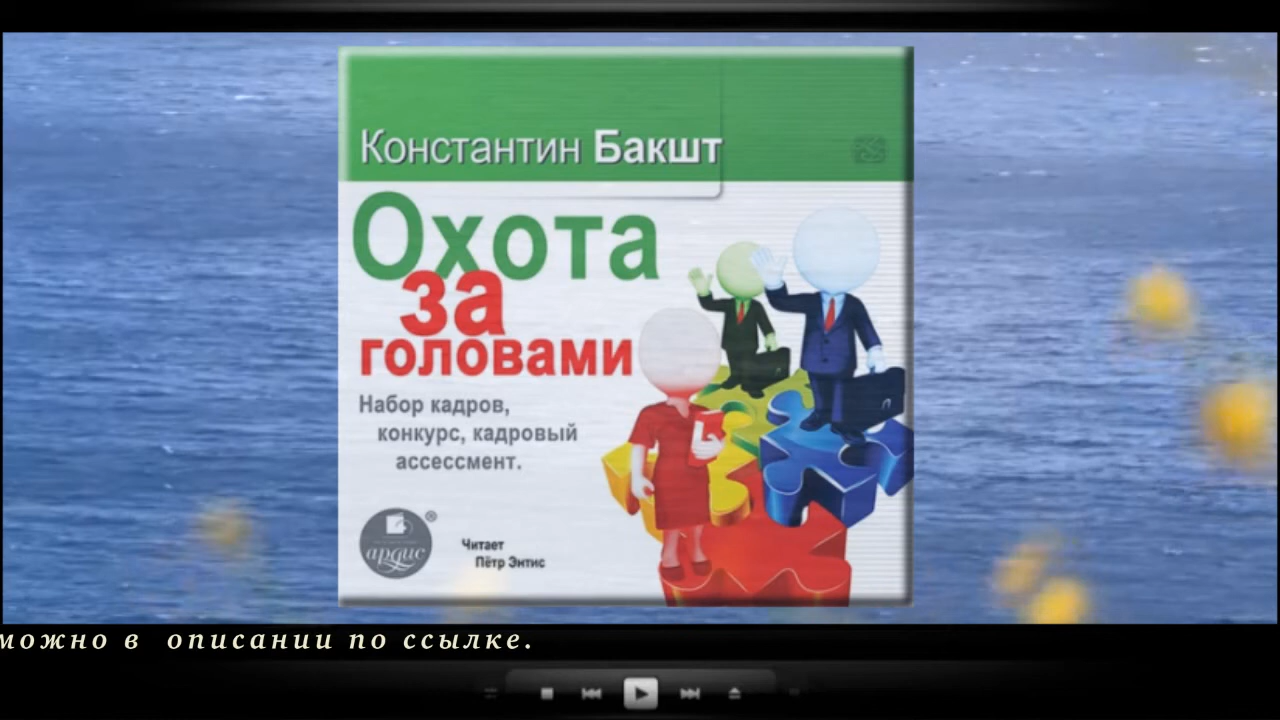 Константин Бакшт
Охота
за
головами
Набор кадров,
конкурс, кадровый
ассессмент.
ардис
®
Читает
Пётр Энтис
можно в описании по ссылке.